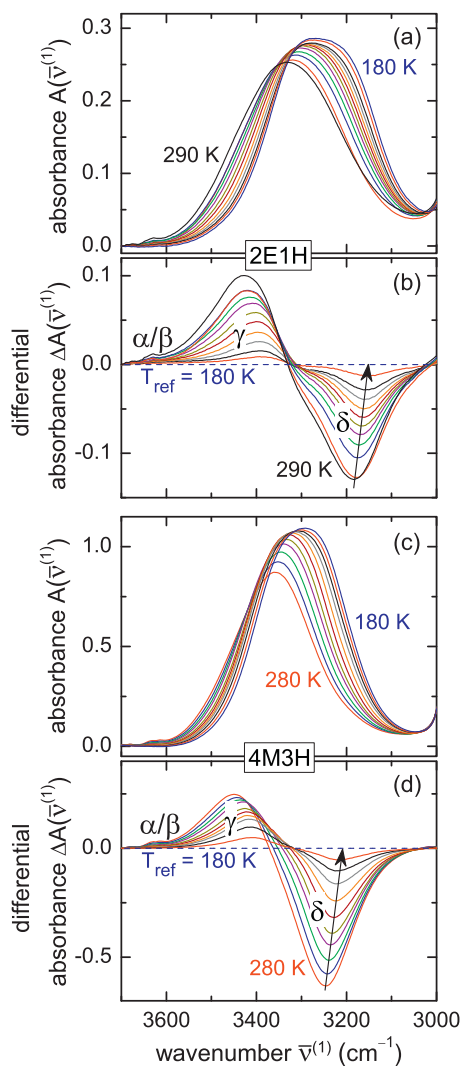 (a)
0.3
0.2
0.1
0.0
absorbance A(ν̅⁽¹⁾)
180 K
290 K
2E1H
(b)
0.1
0.0
-0.1
differential
absorbance ΔA(ν̅⁽¹⁾)
α/β
γ
T_ref = 180 K
δ
290 K
(c)
1.0
0.5
0.0
absorbance A(ν̅⁽¹⁾)
180 K
280 K
4M3H
(d)
0.0
-0.5
differential
absorbance ΔA(ν̅⁽¹⁾)
α/β
γ
T_ref = 180 K
δ
280 K
3600 3400 3200 3000
wavenumber ν̅⁽¹⁾ (cm⁻¹)